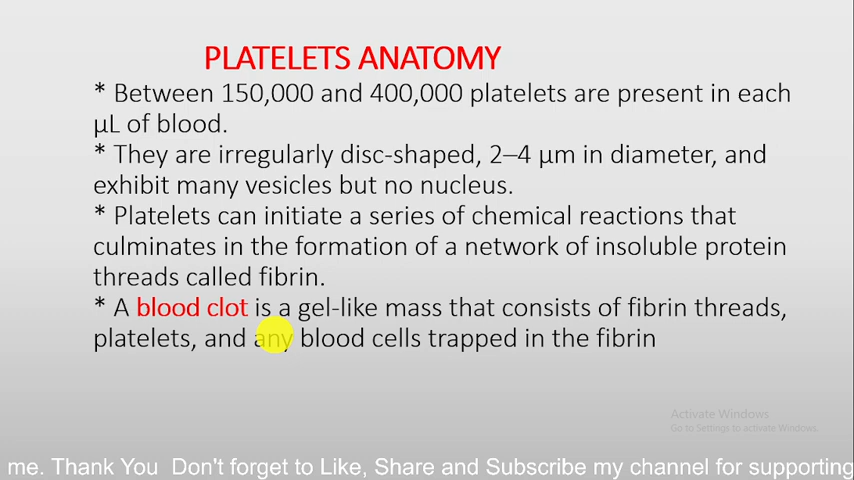 PLATELETS ANATOMY
* Between 150,000 and 400,000 platelets are present in each
µL of blood.
* They are irregularly disc-shaped, 2–4 µm in diameter, and
exhibit many vesicles but no nucleus.
* Platelets can initiate a series of chemical reactions that
culminates in the formation of a network of insoluble protein
threads called fibrin.
* A blood clot is a gel-like mass that consists of fibrin threads,
platelets, and any blood cells trapped in the fibrin
Activate Windows
Go to Settings to activate Windows.
me. Thank You  Don't forget to Like, Share and Subscribe my channel for supporting